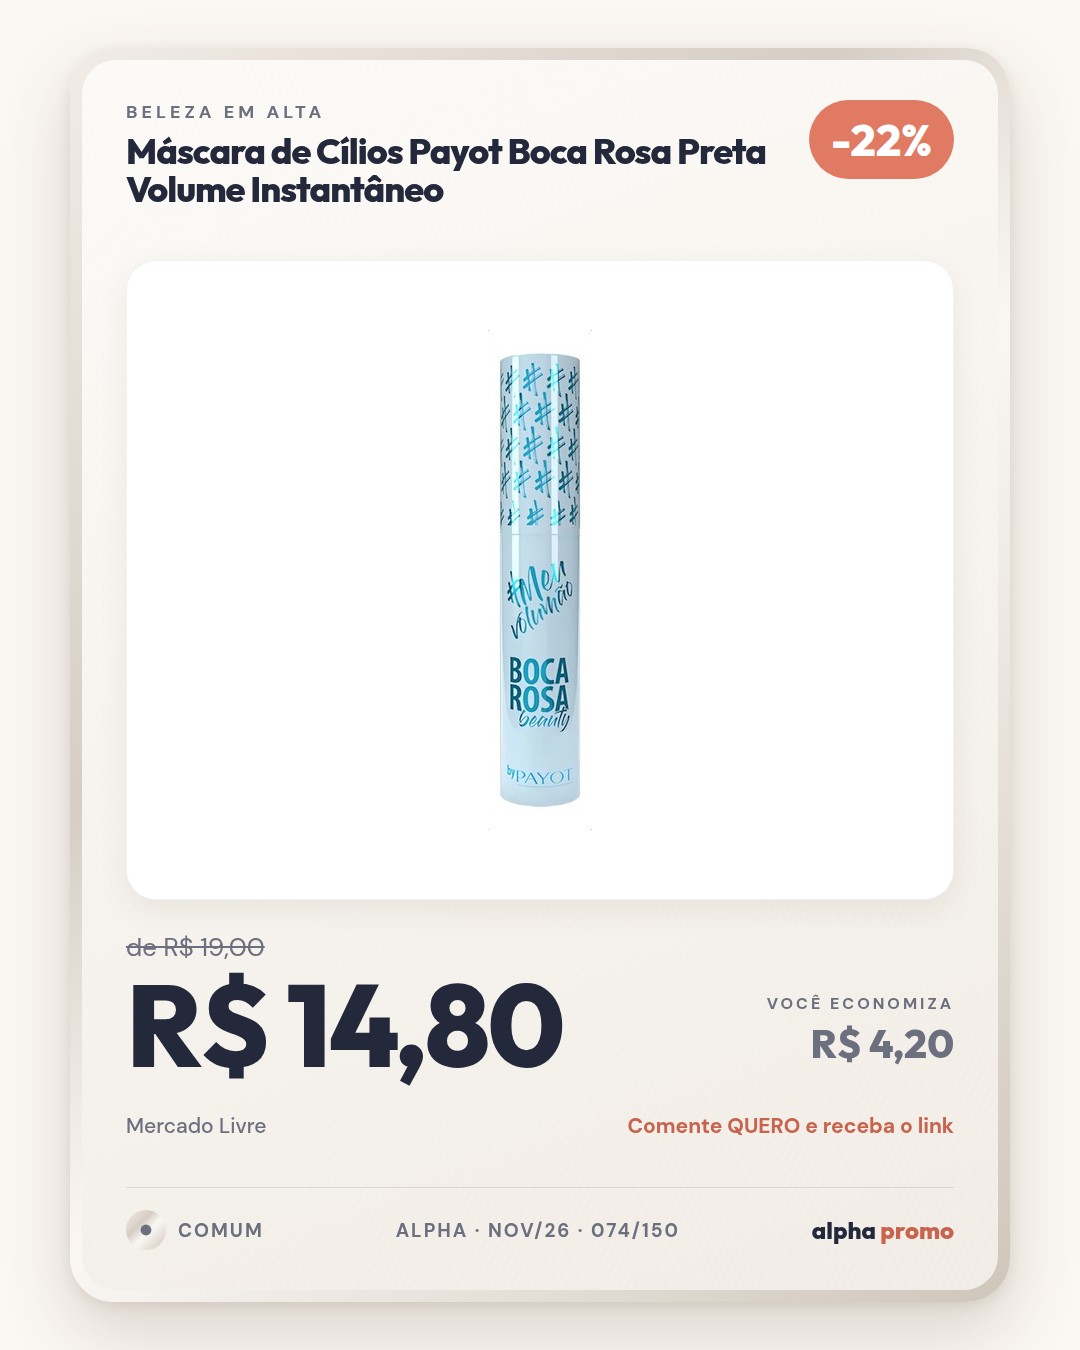 BELEZA EM ALTA
Máscara de Cílios Payot Boca Rosa Preta
Volume Instantâneo
-22%
#Meu
volumão
BOCA
ROSA
beauty
by PAYOT
de R$ 19,00
R$ 14,80
VOCÊ ECONOMIZA
R$ 4,20
Mercado Livre
Comente QUERO e receba o link
COMUM
ALPHA · NOV/26 · 074/150
alpha promo